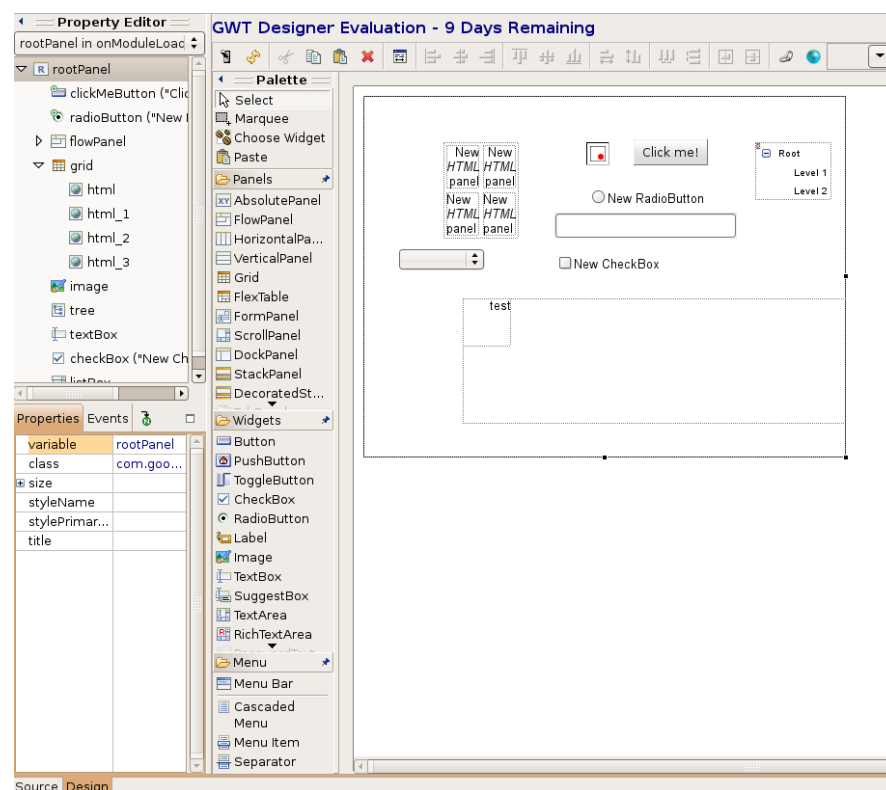 Property Editor
rootPanel in onModuleLoad
R rootPanel
clickMeButton ("Clic
radioButton ("New
flowPanel
grid
html
html_1
html_2
html_3
image
tree
textBox
checkBox ("New Ch
listBox
Properties Events
variable rootPanel
class com.goo...
size
styleName
stylePrimar...
title
Source Design
GWT Designer Evaluation - 9 Days Remaining
Palette
Select
Marquee
Choose Widget
Paste
Panels
XY AbsolutePanel
FlowPanel
HorizontalPa...
VerticalPanel
Grid
FlexTable
FormPanel
ScrollPanel
DockPanel
StackPanel
DecoratedSt...
Widgets
Button
PushButton
ToggleButton
CheckBox
RadioButton
Label
Image
TextBox
SuggestBox
TextArea
RichTextArea
Menu
Menu Bar
Cascaded
Menu
Menu Item
Separator
New New
HTML HTML
panel panel
New New
HTML HTML
panel panel
Click me!
Root
Level 1
Level 2
New RadioButton
New CheckBox
test